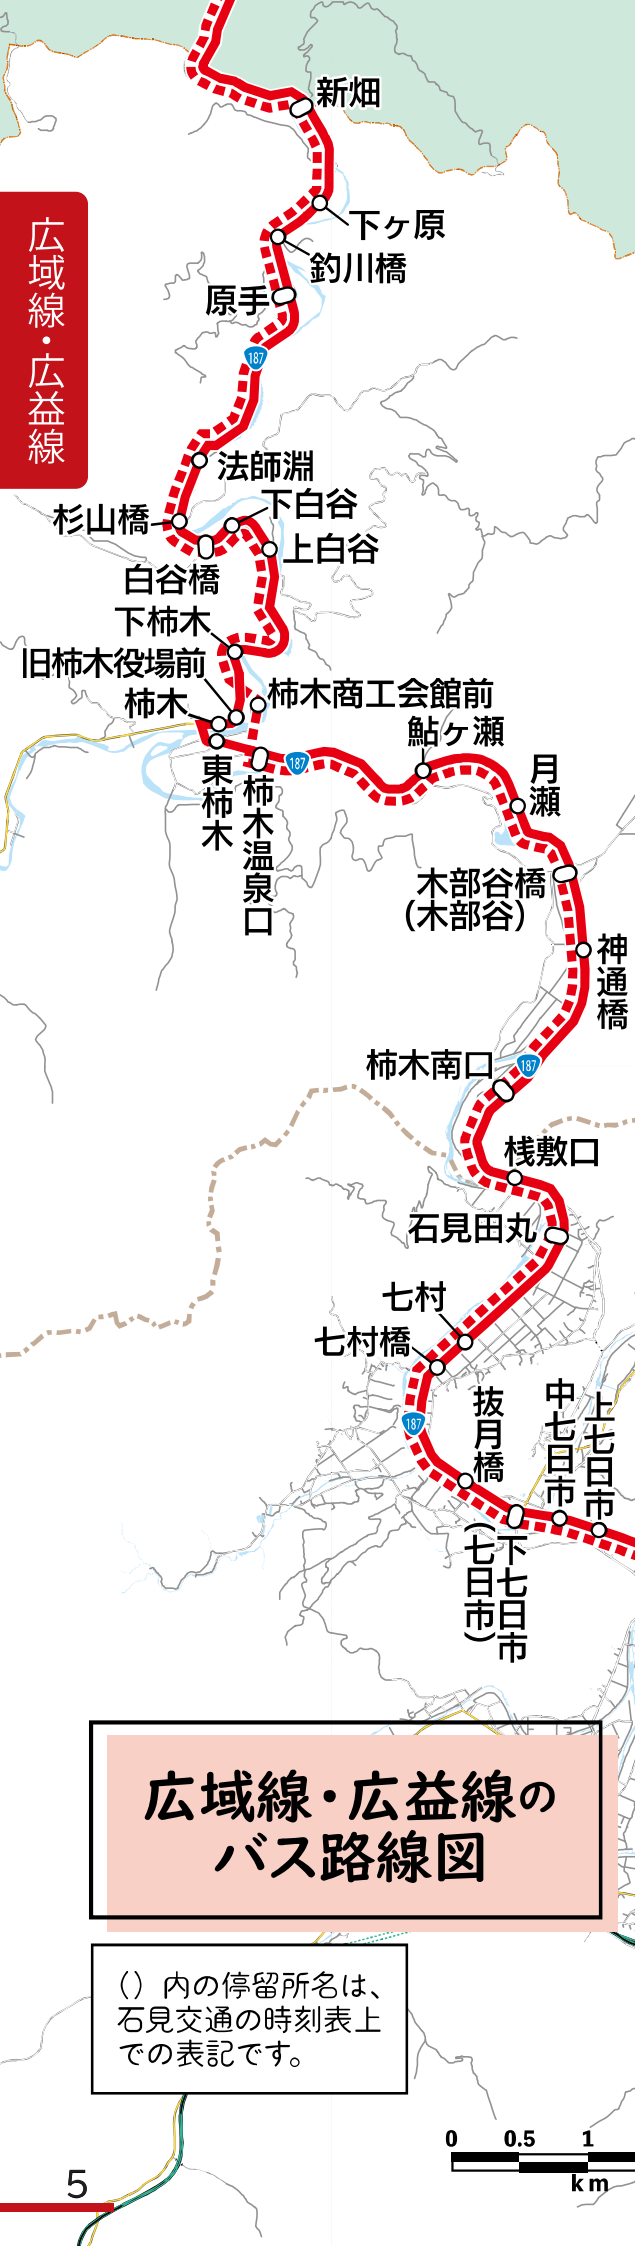 新畑
広域線・広益線
下ヶ原
釣川橋
原手
187
法師淵
下白谷
杉山橋
上白谷
白谷橋
下柿木
旧柿木役場前
柿木商工会館前
柿木
鮎ヶ瀬
187
東柿木
柿木温泉口
月瀬
木部谷橋
（木部谷）
神通橋
柿木南口
187
桟敷口
石見田丸
七村
七村橋
187
抜月橋
中七日市
上七日市
下七日市
（七日市）
広域線・広益線の
バス路線図
（）内の停留所名は、
石見交通の時刻表上
での表記です。
0 0.5 1
km
5